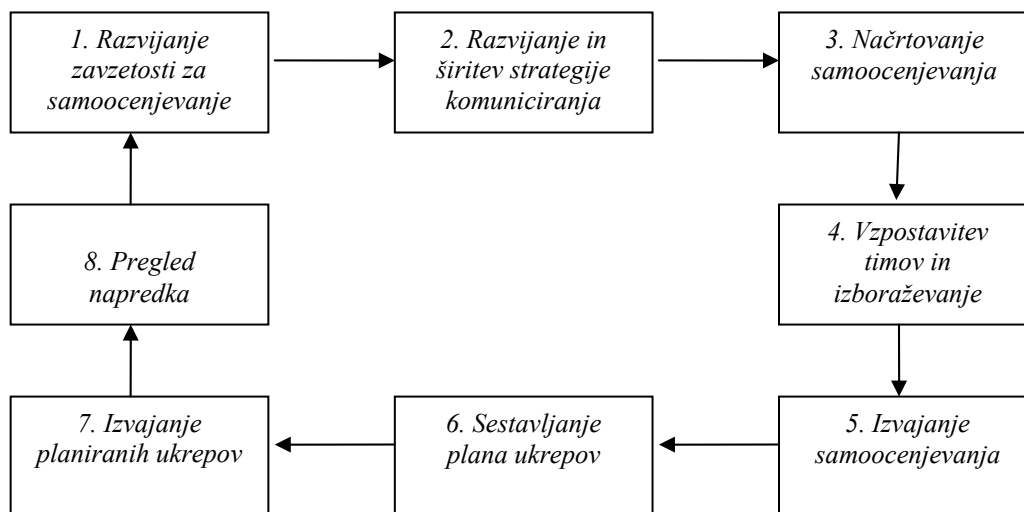 1. Razvijanje
zavzetosti za
samoocenjevanje
2. Razvijanje in
širitev strategije
komuniciranja
3. Načrtovanje
samoocenjevanja
4. Vzpostavitev
timov in
izboraževanje
5. Izvajanje
samoocenjevanja
6. Sestavljanje
plana ukrepov
7. Izvajanje
planiranih ukrepov
8. Pregled
napredka